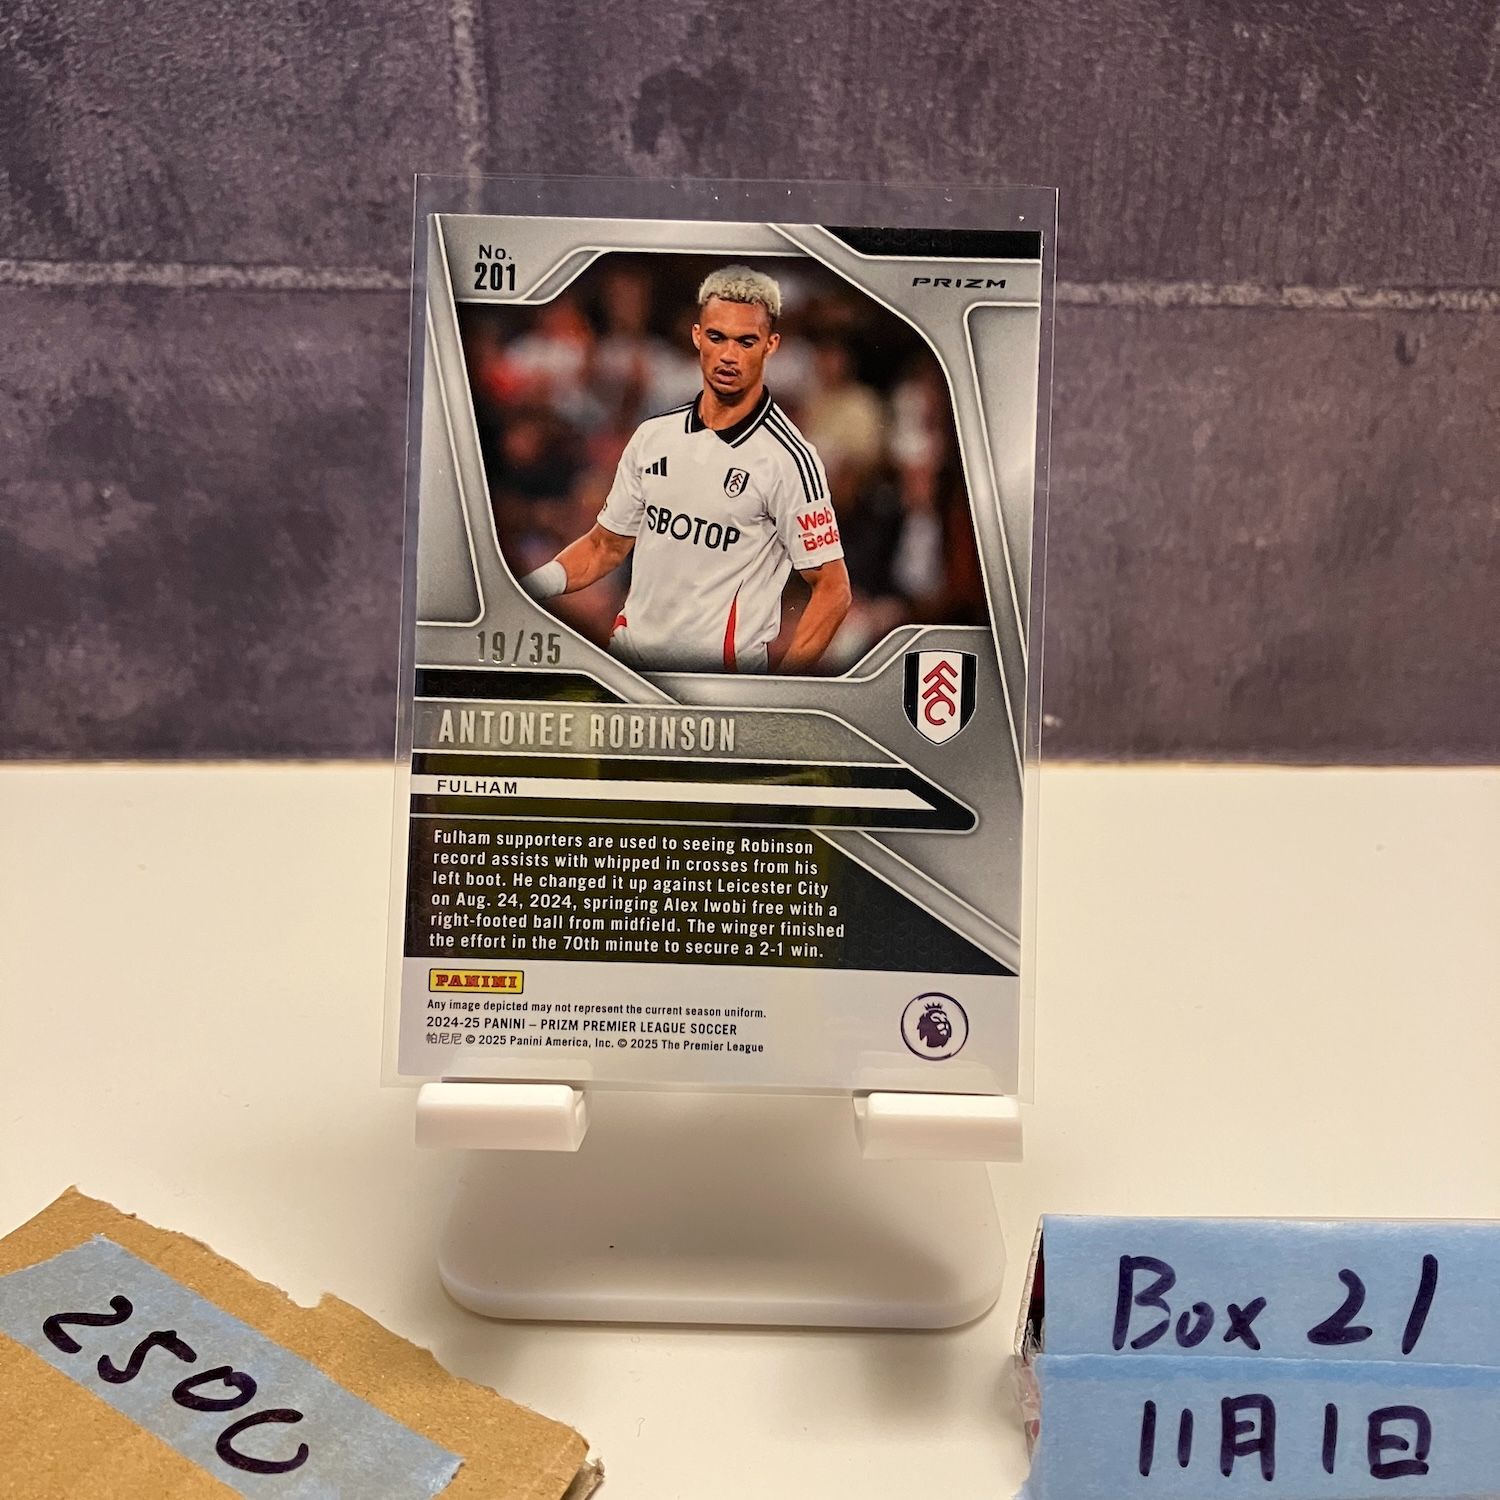 No.
201
PRIZM
SBOTOP
Web
Beds
FFC
19/35
ANTONEE ROBINSON
FULHAM
Fulham supporters are used to seeing Robinson
record assists with whipped in crosses from his
left boot. He changed it up against Leicester City
on Aug. 24, 2024, springing Alex Iwobi free with a
right-footed ball from midfield. The winger finished
the effort in the 70th minute to secure a 2-1 win.
PANINI
Any image depicted may not represent the current season uniform.
2024-25 PANINI – PRIZM PREMIER LEAGUE SOCCER
帕尼尼 © 2025 Panini America, Inc. © 2025 The Premier League
2500
Box 21
11月1日